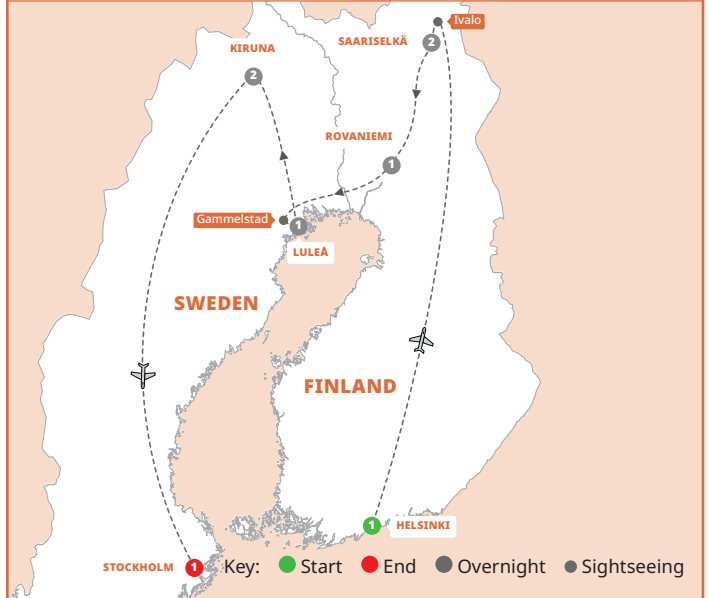 Ivalo
SAARISELKÄ
2
KIRUNA
2
ROVANIEMI
1
Gammelstad
1
LULEÅ
SWEDEN
FINLAND
1
HELSINKI
STOCKHOLM
1
Key: Start End Overnight Sightseeing